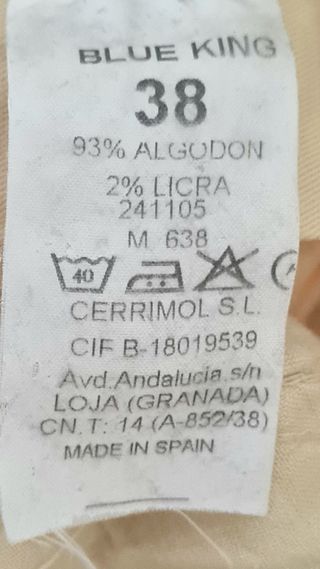 BLUE KING
38
93% ALGODON
2% LICRA
241105
M 638
40
CERRIMOL S.L.
CIF B-18019539
Avd.Andalucia,s/n
LOJA (GRANADA)
CN.T: 14 (A-852/38)
MADE IN SPAIN